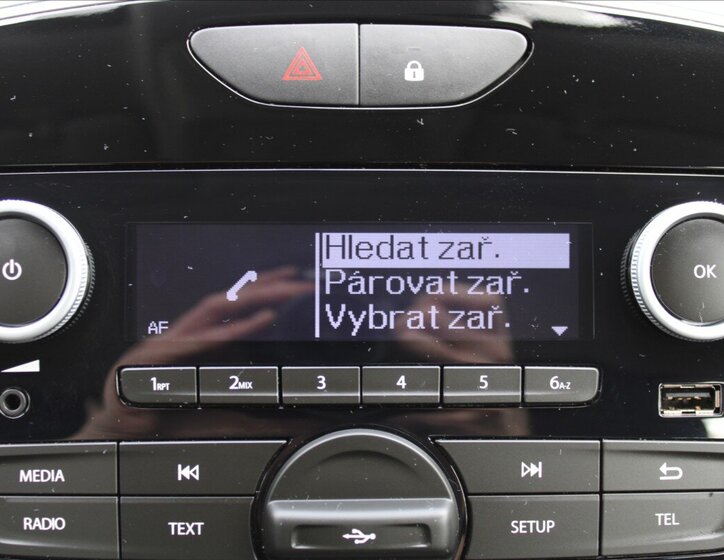 Hledat zař.
Párovat zař.
Vybrat zař.
AF
OK
1RPT 2MIX 3 4 5 6A-Z
MEDIA
RADIO TEXT SETUP TEL